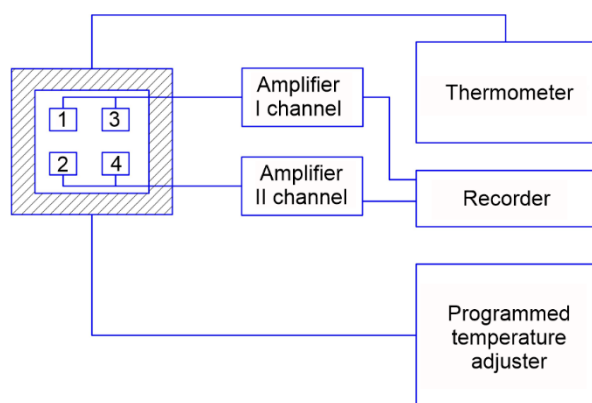 Amplifier
I channel
Thermometer
1
3
2
4
Amplifier
II channel
Recorder
Programmed
temperature
adjuster